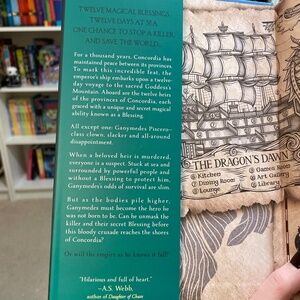 TWELVE MAGICAL BLESSINGS.
TWELVE DAYS AT SEA.
ONE CHANCE TO STOP A KILLER
AND SAVE THE WORLD...
For a thousand years, Concordia has
maintained peace between its provinces.
To mark this incredible feat, the
emperor's ship embarks upon a twelve-
day voyage to the sacred Goddess's
Mountain. Aboard are the twelve heirs
of the provinces of Concordia, each
graced with a unique and secret magical
ability known as a Blessing.
All except one: Ganymedes Piscero–
class clown, slacker and all-around
disappointment.
When a beloved heir is murdered,
everyone is a suspect. Stuck at sea and
surrounded by powerful people and
without a Blessing to protect him,
Ganymedes's odds of survival are slim.
But as the bodies pile higher,
Ganymedes must become the hero he
was not born to be. Can he unmask the
killer and their secret Blessing before
this bloody crusade reaches the shores
of Concordia?
Or will the empire as he knows it fall?
"Hilarious and full of heart."
—A.S. Webb,
author of Daughter of Chaos
THE DRAGON'S DAWN
Kitchen
Dining Room
Lounge
Games Room
Art Gallery
Library